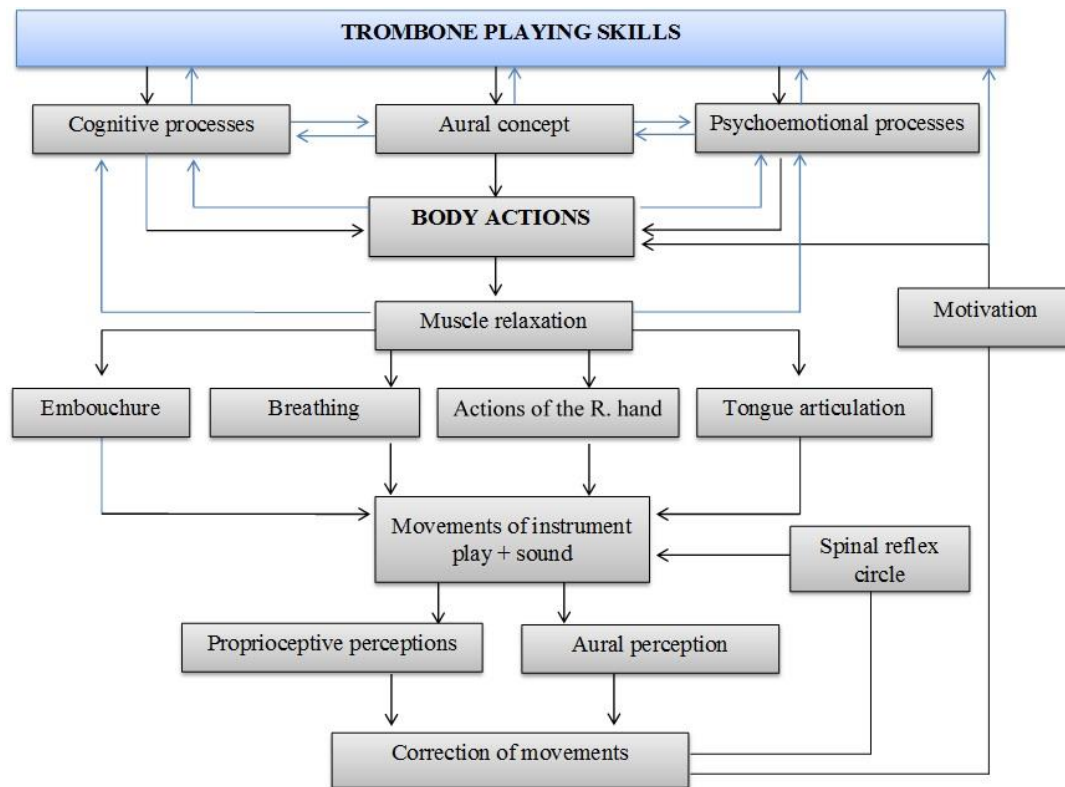 TROMBONE PLAYING SKILLS
Cognitive processes
Aural concept
Psychoemotional processes
BODY ACTIONS
Motivation
Muscle relaxation
Embouchure
Breathing
Actions of the R. hand
Tongue articulation
Movements of instrument
play + sound
Spinal reflex
circle
Proprioceptive perceptions
Aural perception
Correction of movements